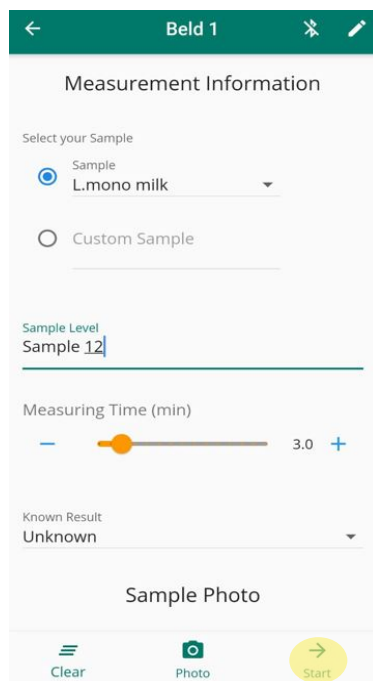 Beld 1
Measurement Information
Select your Sample
Sample
L.mono milk
Custom Sample
Sample Level
Sample 12
Measuring Time (min)
3.0
Known Result
Unknown
Sample Photo
Clear Photo Start